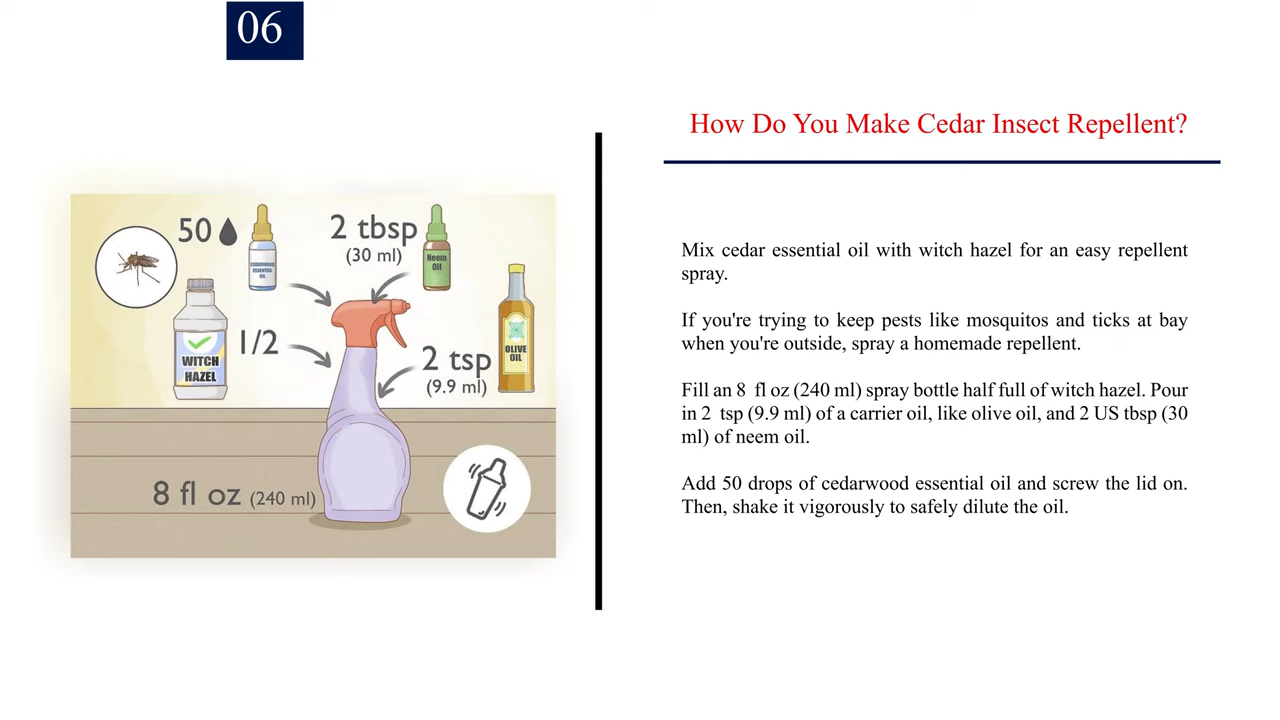 06
How Do You Make Cedar Insect Repellent?
50
CEDARWOOD
ESSENTIAL
OIL
2 tbsp
(30 ml)
Neem
Oil
WITCH
HAZEL
1/2
2 tsp
(9.9 ml)
OLIVE
OIL
8 fl oz (240 ml)
Mix cedar essential oil with witch hazel for an easy repellent
spray.
If you're trying to keep pests like mosquitos and ticks at bay
when you're outside, spray a homemade repellent.
Fill an 8 fl oz (240 ml) spray bottle half full of witch hazel. Pour
in 2 tsp (9.9 ml) of a carrier oil, like olive oil, and 2 US tbsp (30
ml) of neem oil.
Add 50 drops of cedarwood essential oil and screw the lid on.
Then, shake it vigorously to safely dilute the oil.